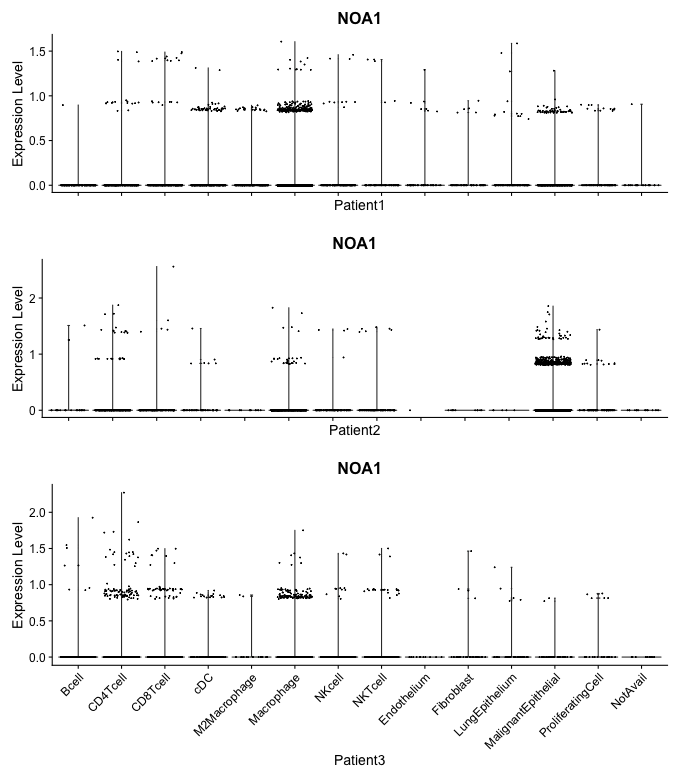 NOA1
Expression Level
1.5
1.0
0.5
0.0
Patient1
NOA1
Expression Level
2
1
0
Patient2
NOA1
Expression Level
2.0
1.5
1.0
0.5
0.0
Bcell
CD4Tcell
CD8Tcell
cDC
M2Macrophage
Macrophage
NKcell
NKTcell
Endothelium
Fibroblast
LungEpithelium
MalignantEpithelial
ProliferatingCell
NotAvail
Patient3